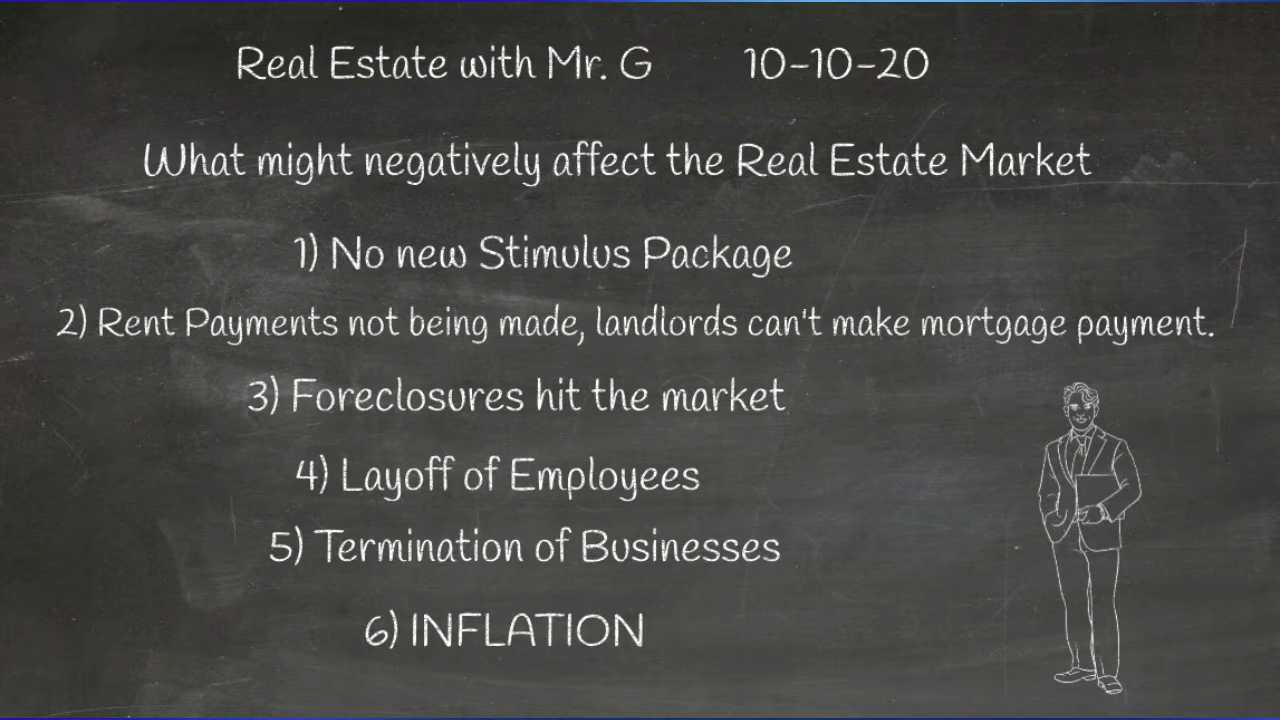 Real Estate with Mr. G 10-10-20
What might negatively affect the Real Estate Market
1) No new Stimulus Package
2) Rent Payments not being made, landlords can't make mortgage payment.
3) Foreclosures hit the market
4) Layoff of Employees
5) Termination of Businesses
6) INFLATION